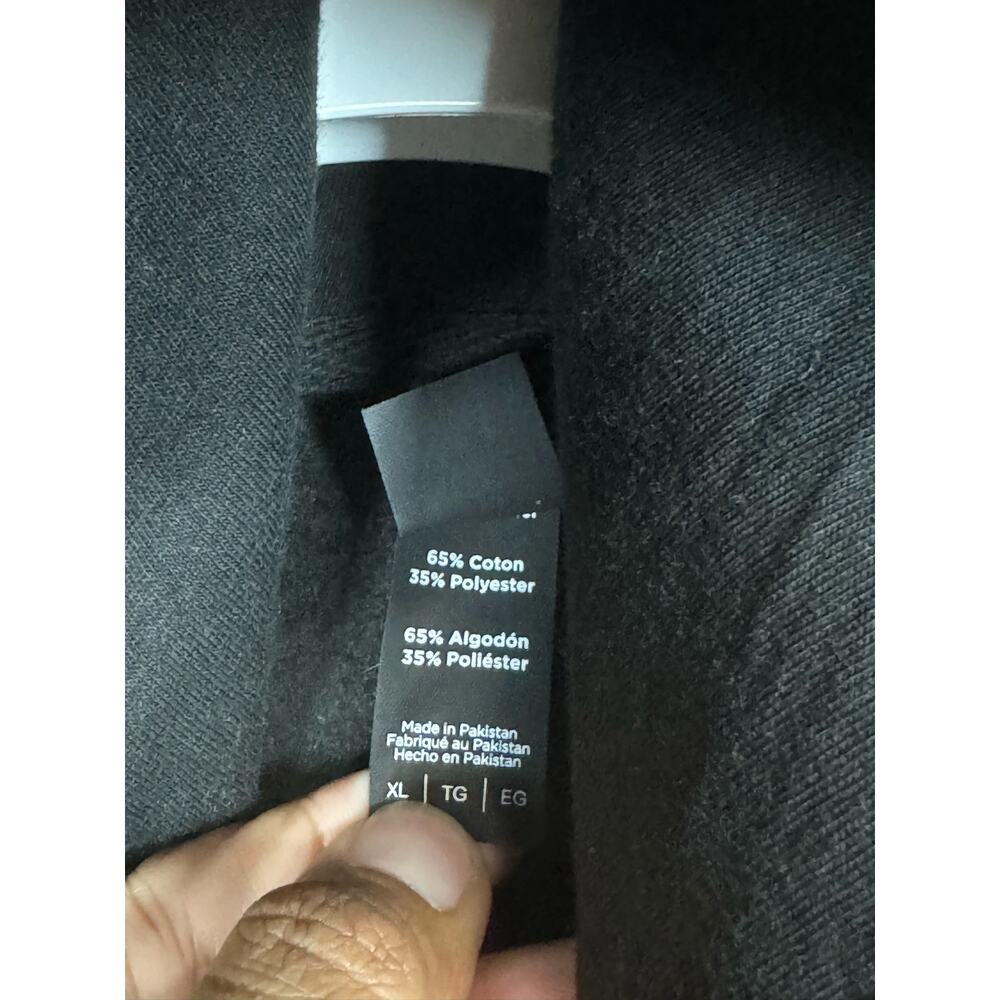 65% Coton
35% Polyester
65% Algodón
35% Poliéster
Made in Pakistan
Fabriqué au Pakistan
Hecho en Pakistan
XL | TG | EG